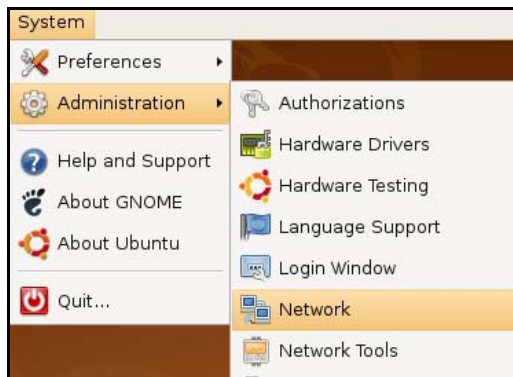 System
Preferences
Administration
Help and Support
About GNOME
About Ubuntu
Quit...
Authorizations
Hardware Drivers
Hardware Testing
Language Support
Login Window
Network
Network Tools